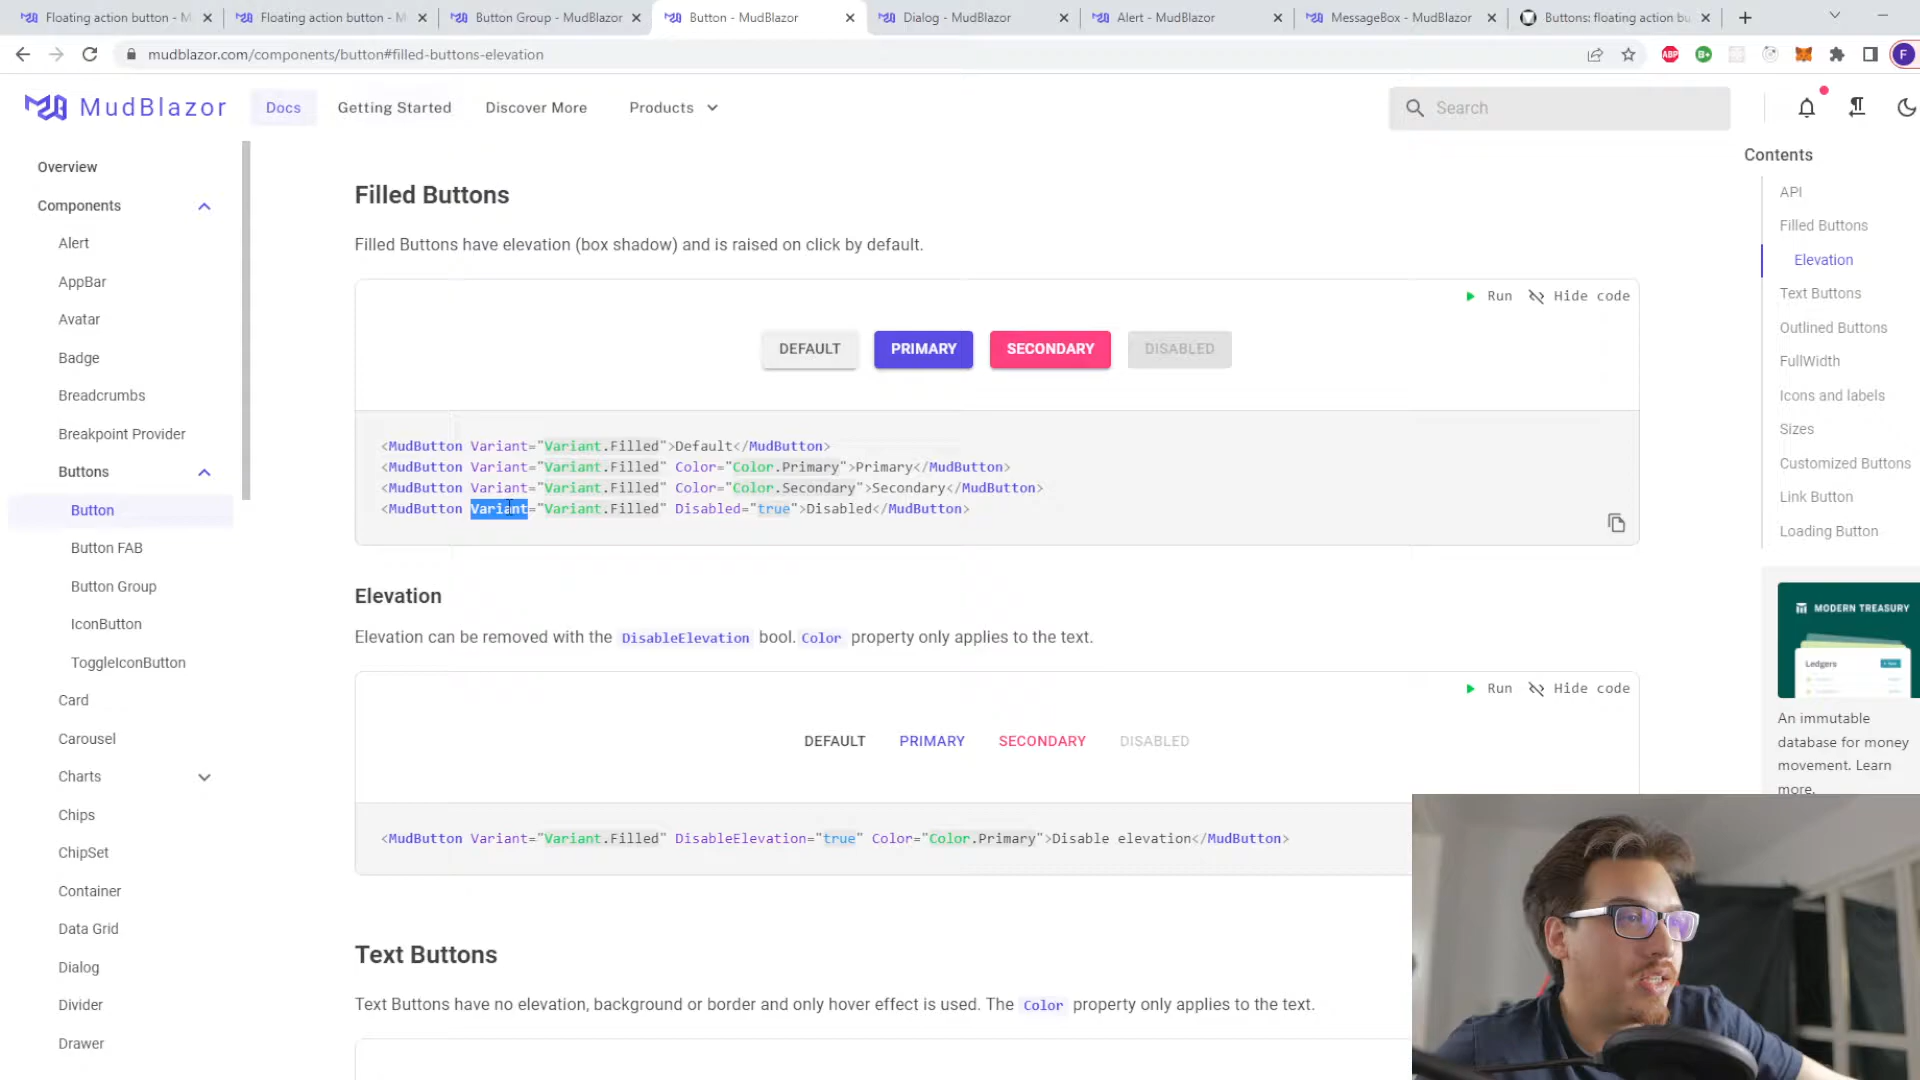 Floating action button - M
Floating action button - M
Button Group - MudBlazor
Button - MudBlazor
Dialog - MudBlazor
Alert - MudBlazor
MessageBox - MudBlazor
Buttons: floating action bu
mudblazor.com/components/button#filled-buttons-elevation
ABP
F
MudBlazor
Docs
Getting Started
Discover More
Products
Search
Overview
Components
Alert
AppBar
Avatar
Badge
Breadcrumbs
Breakpoint Provider
Buttons
Button
Button FAB
Button Group
IconButton
ToggleIconButton
Card
Carousel
Charts
Chips
ChipSet
Container
Data Grid
Dialog
Divider
Drawer
Filled Buttons
Filled Buttons have elevation (box shadow) and is raised on click by default.
Run Hide code
DEFAULT PRIMARY SECONDARY DISABLED
<MudButton Variant="Variant.Filled">Default</MudButton>
<MudButton Variant="Variant.Filled" Color="Color.Primary">Primary</MudButton>
<MudButton Variant="Variant.Filled" Color="Color.Secondary">Secondary</MudButton>
<MudButton Variant="Variant.Filled" Disabled="true">Disabled</MudButton>
Elevation
Elevation can be removed with the DisableElevation bool. Color property only applies to the text.
Run Hide code
DEFAULT PRIMARY SECONDARY DISABLED
<MudButton Variant="Variant.Filled" DisableElevation="true" Color="Color.Primary">Disable elevation</MudButton>
Text Buttons
Text Buttons have no elevation, background or border and only hover effect is used. The Color property only applies to the text.
Contents
API
Filled Buttons
Elevation
Text Buttons
Outlined Buttons
FullWidth
Icons and labels
Sizes
Customized Buttons
Link Button
Loading Button
MODERN TREASURY
Ledgers
An immutable
database for money
movement. Learn
more.